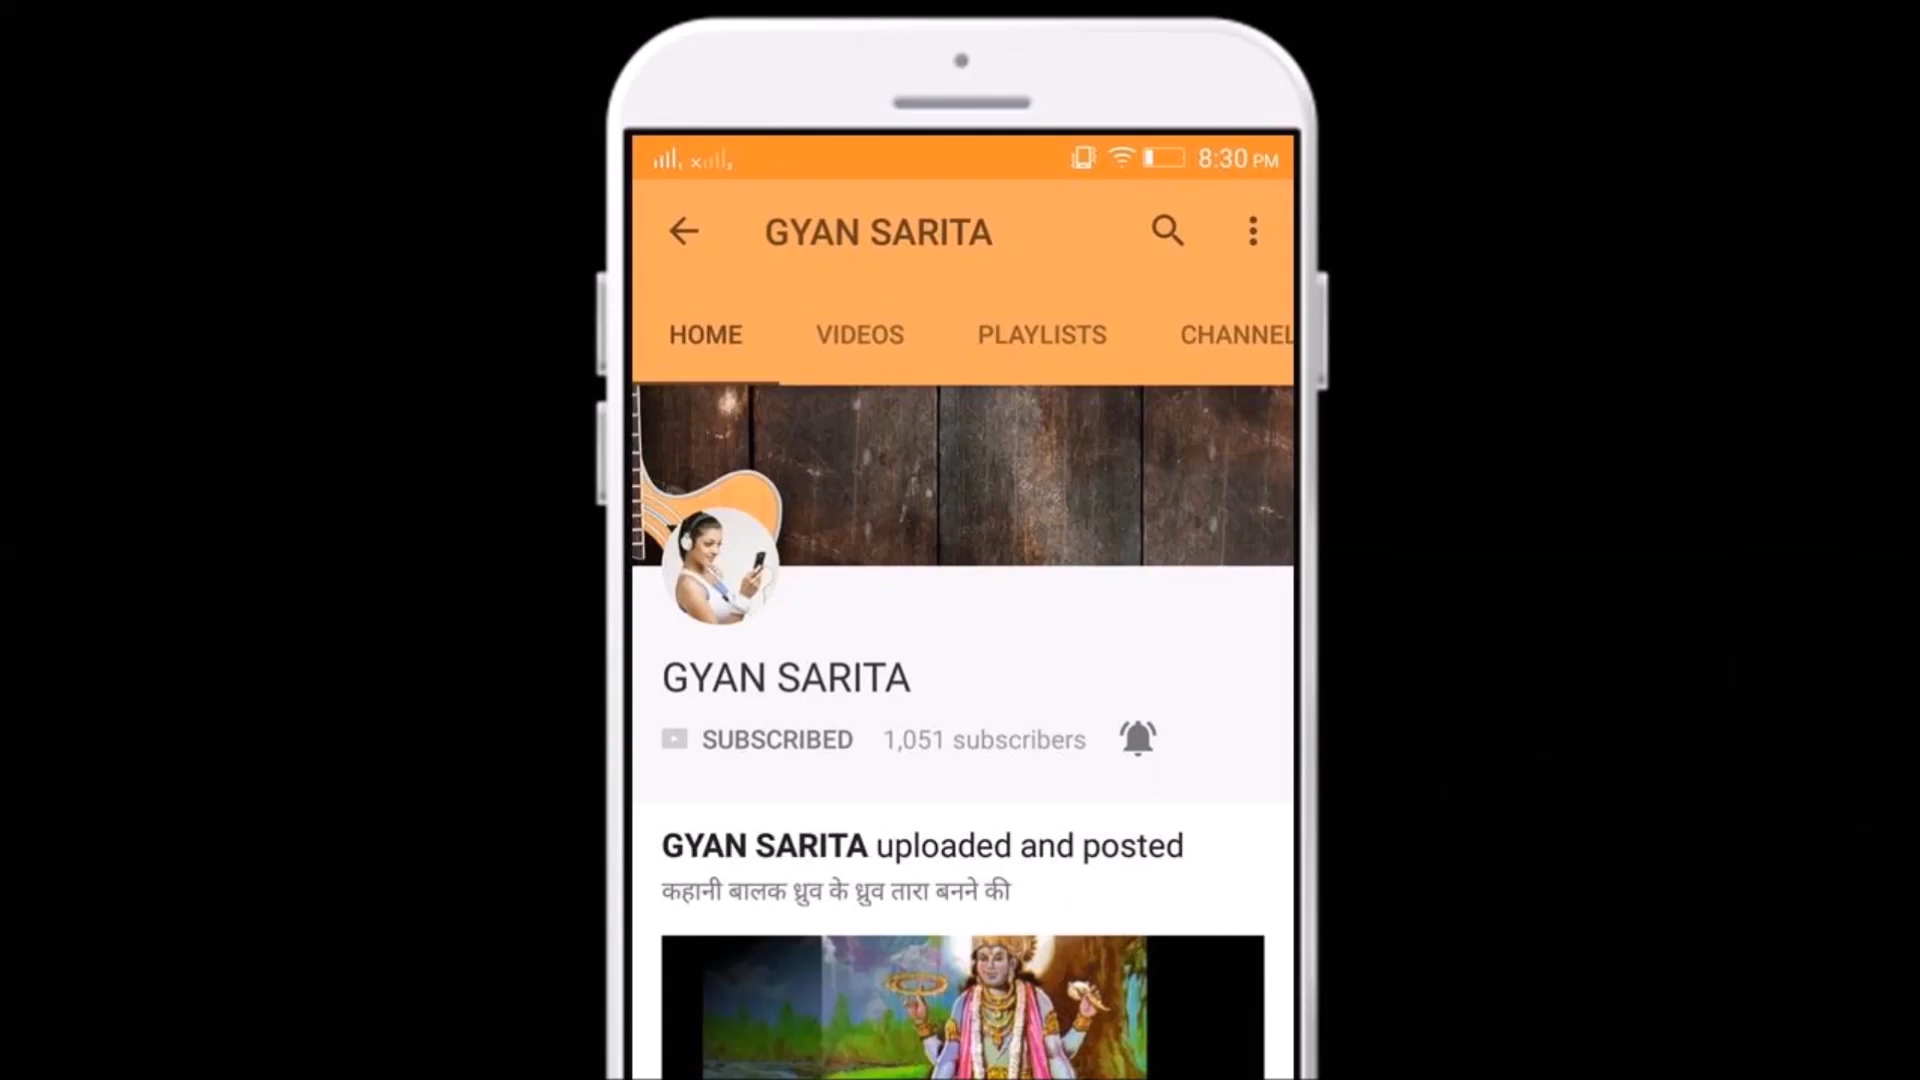 8:30 PM
GYAN SARITA
HOME VIDEOS PLAYLISTS CHANNEL
GYAN SARITA
SUBSCRIBED 1,051 subscribers
GYAN SARITA uploaded and posted
कहानी बालक ध्रुव के ध्रुव तारा बनने की